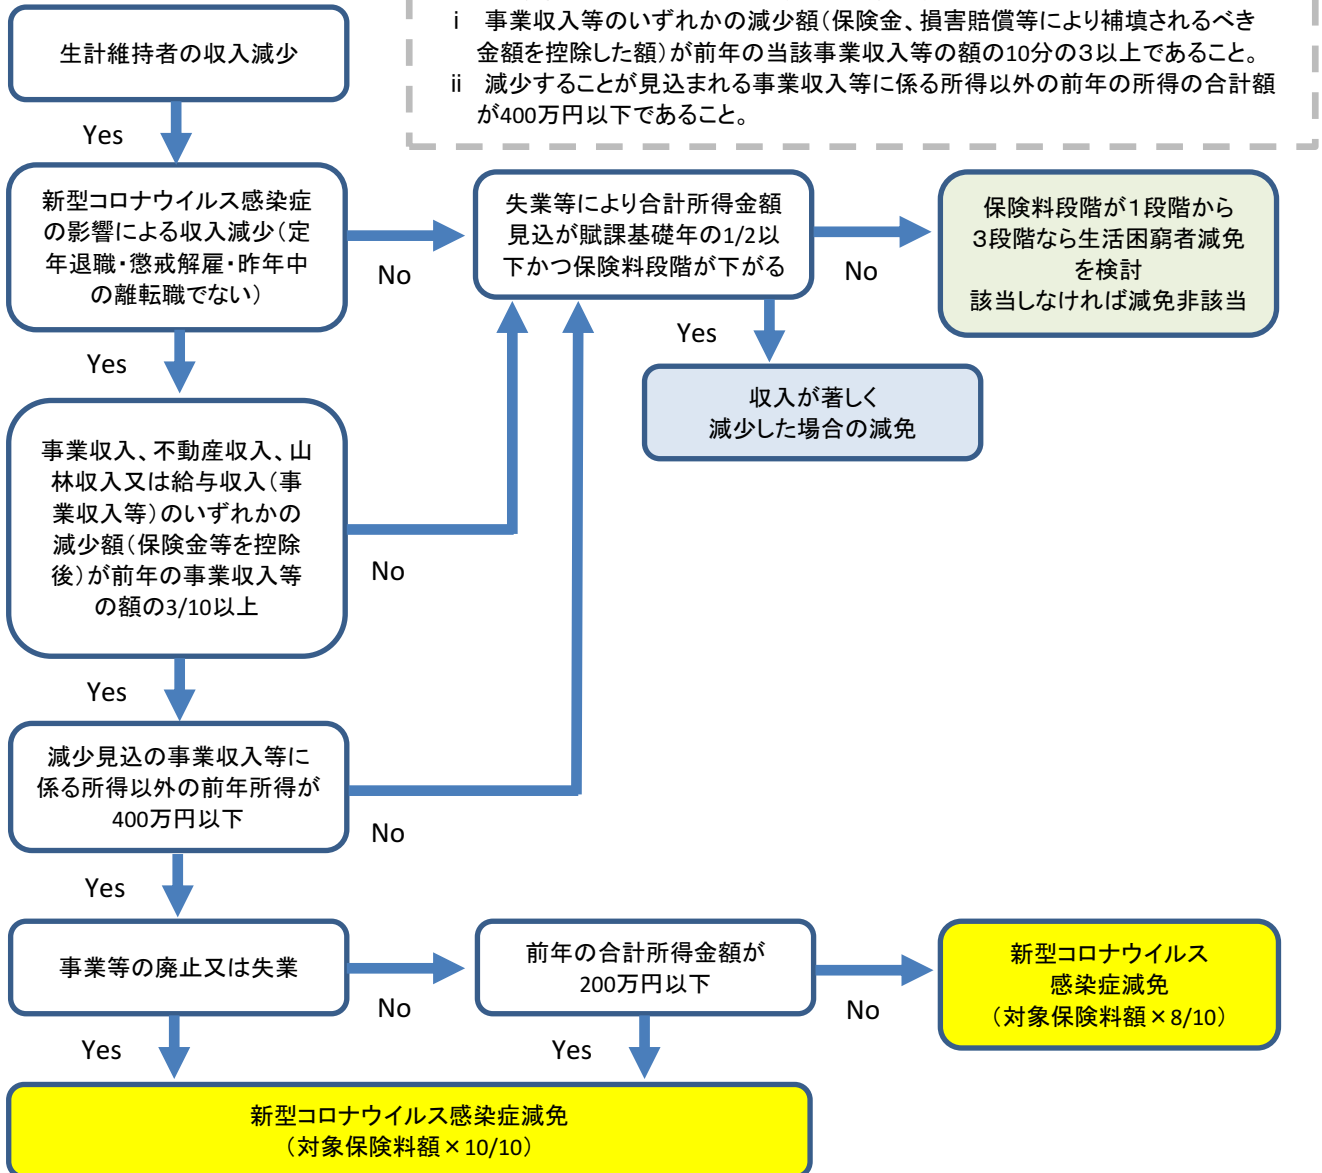 生計維持者の収入減少
ⅰ 事業収入等のいずれかの減少額(保険金、損害賠償等により補填されるべき
金額を控除した額)が前年の当該事業収入等の額の10分の3以上であること。
ⅱ 減少することが見込まれる事業収入等に係る所得以外の前年の所得の合計額
が400万円以下であること。
Yes
新型コロナウイルス感染症
の影響による収入減少(定
年退職・懲戒解雇・昨年中
の離転職でない)
No
失業等により合計所得金額
見込が賦課基礎年の1/2以
下かつ保険料段階が下がる
No
保険料段階が1段階から
3段階なら生活困窮者減免
を検討
該当しなければ減免非該当
Yes
収入が著しく
減少した場合の減免
Yes
事業収入、不動産収入、山
林収入又は給与収入(事
業収入等)のいずれかの
減少額(保険金等を控除
後)が前年の事業収入等
の額の3/10以上
No
Yes
減少見込の事業収入等に
係る所得以外の前年所得が
400万円以下
No
Yes
事業等の廃止又は失業
No
前年の合計所得金額が
200万円以下
No
新型コロナウイルス
感染症減免
(対象保険料額×8/10)
Yes
Yes
新型コロナウイルス感染症減免
(対象保険料額×10/10)